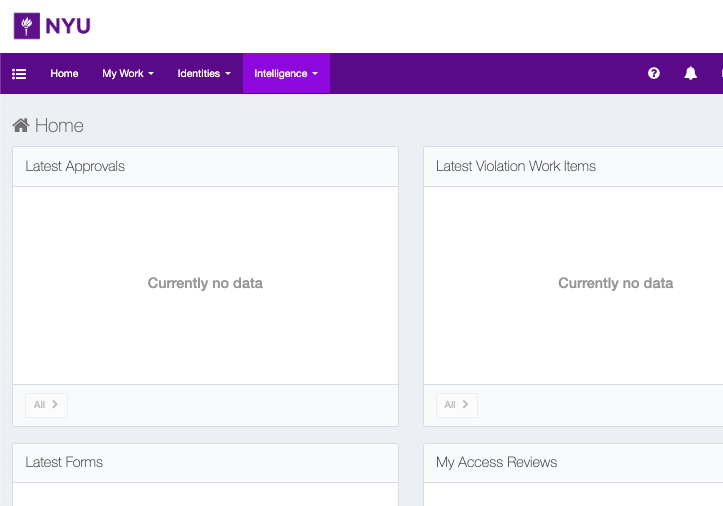 NYU
Home My Work Identities Intelligence
Home
Latest Approvals
Currently no data
All
Latest Violation Work Items
Currently no data
All
Latest Forms
My Access Reviews